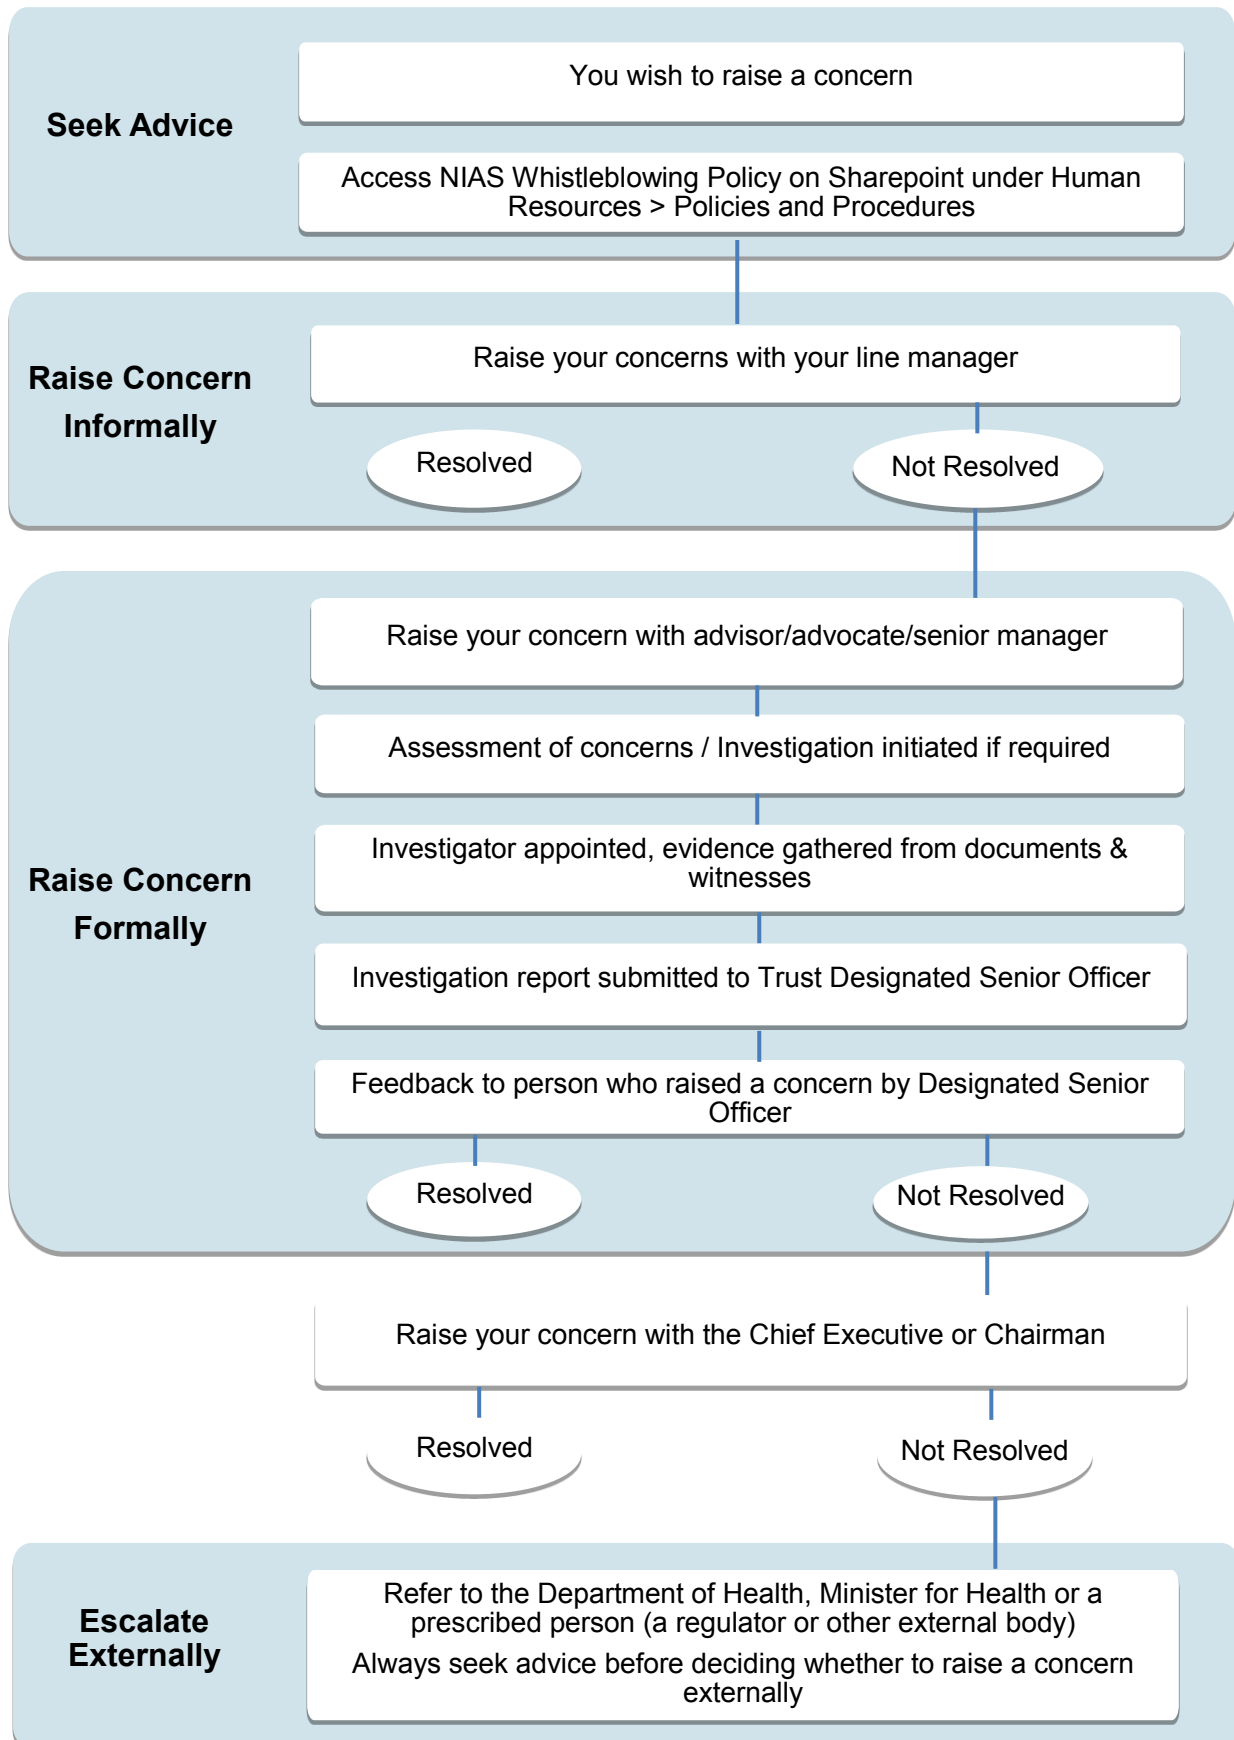 Seek Advice
You wish to raise a concern
Access NIAS Whistleblowing Policy on Sharepoint under Human
Resources > Policies and Procedures
Raise Concern
Informally
Raise your concerns with your line manager
Resolved
Not Resolved
Raise Concern
Formally
Raise your concern with advisor/advocate/senior manager
Assessment of concerns / Investigation initiated if required
Investigator appointed, evidence gathered from documents &
witnesses
Investigation report submitted to Trust Designated Senior Officer
Feedback to person who raised a concern by Designated Senior
Officer
Resolved
Not Resolved
Raise your concern with the Chief Executive or Chairman
Resolved
Not Resolved
Escalate
Externally
Refer to the Department of Health, Minister for Health or a
prescribed person (a regulator or other external body)
Always seek advice before deciding whether to raise a concern
externally